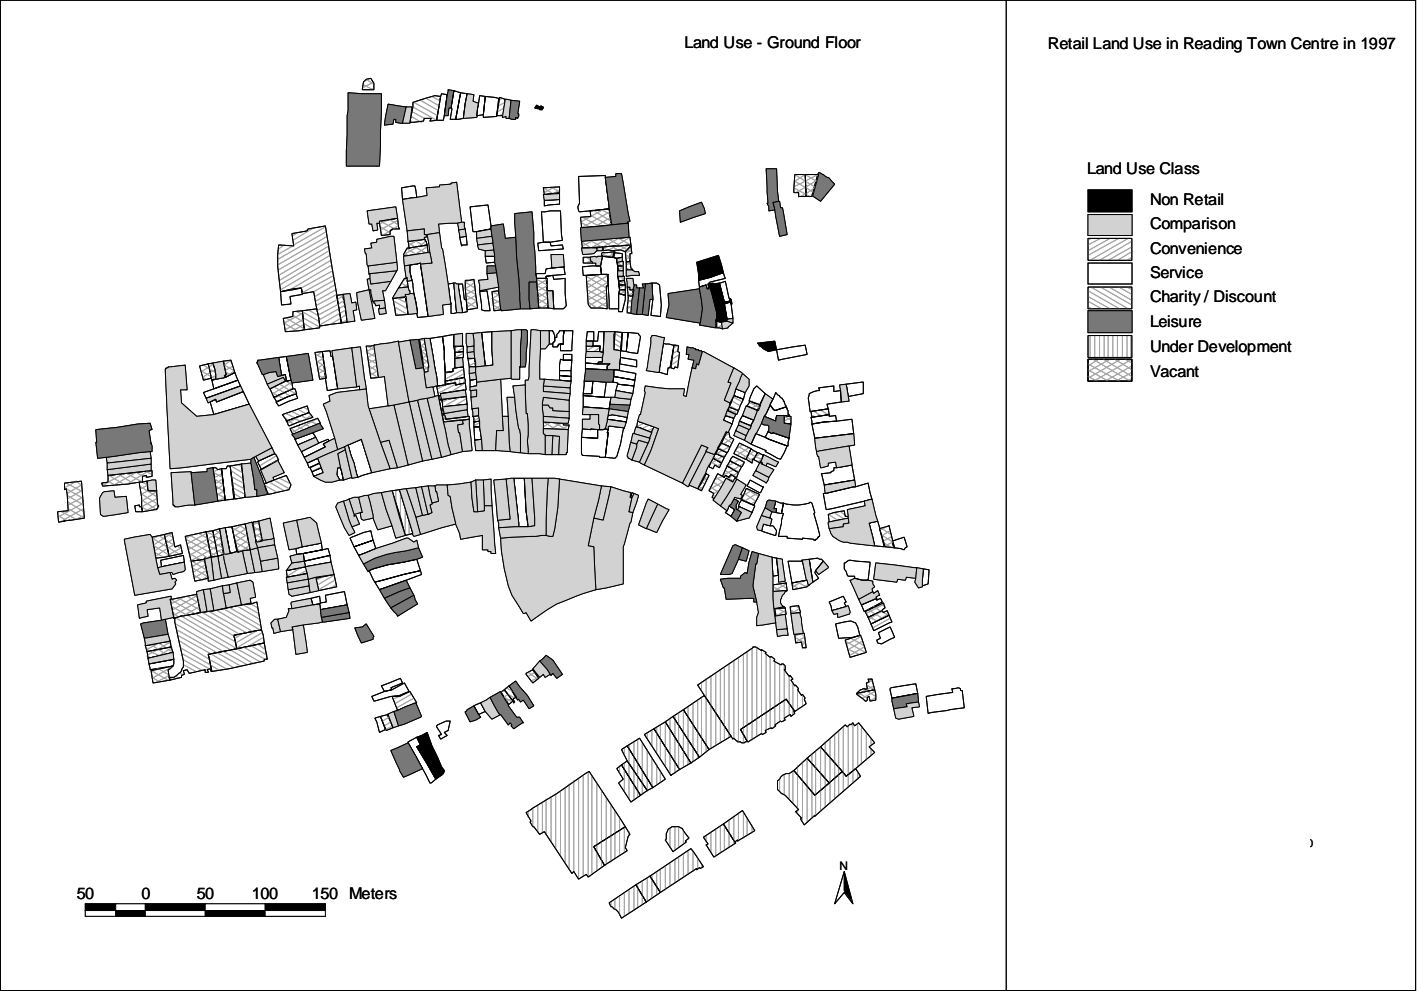 Land Use - Ground Floor
Retail Land Use in Reading Town Centre in 1997
Land Use Class
Non Retail
Comparison
Convenience
Service
Charity / Discount
Leisure
Under Development
Vacant
N
50 0 50 100 150 Meters